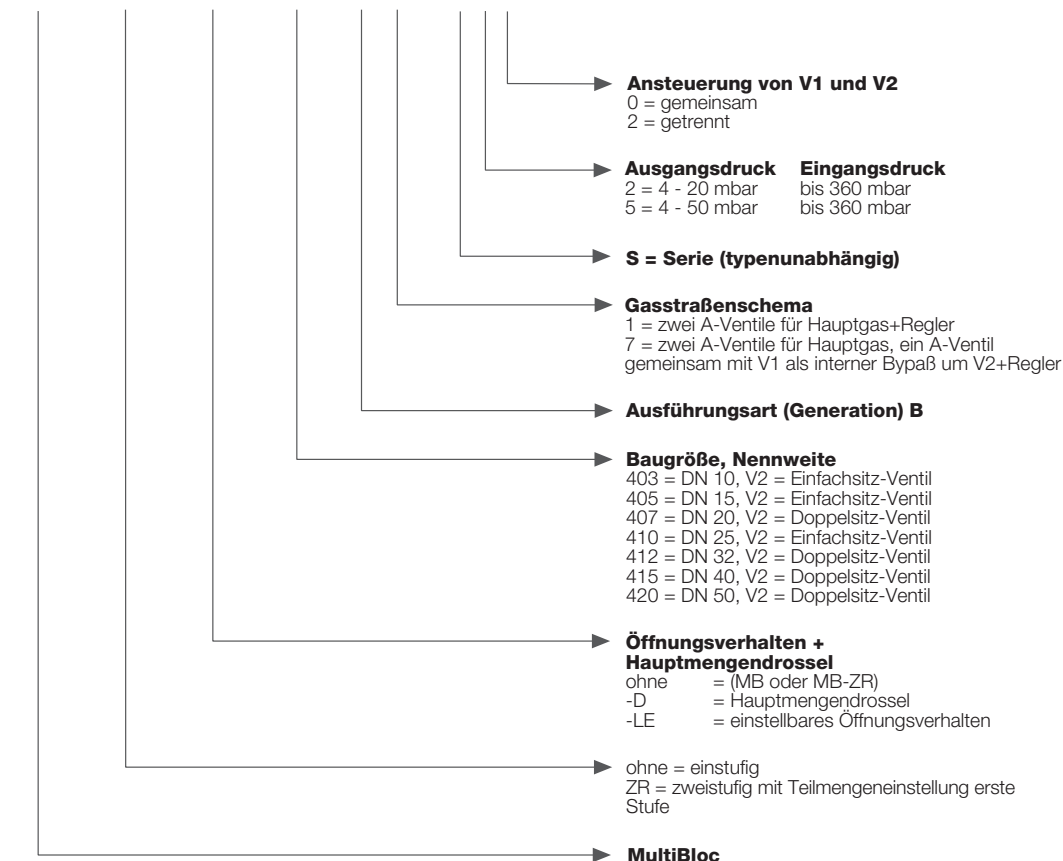 Ansteuerung von V1 und V2
0 = gemeinsam
2 = getrennt
Ausgangsdruck Eingangsdruck
2 = 4 - 20 mbar bis 360 mbar
5 = 4 - 50 mbar bis 360 mbar
S = Serie (typenunabhängig)
Gasstraßenschema
1 = zwei A-Ventile für Hauptgas+Regler
7 = zwei A-Ventile für Hauptgas, ein A-Ventil
gemeinsam mit V1 als interner Bypaß um V2+Regler
Ausführungsart (Generation) B
Baugröße, Nennweite
403 = DN 10, V2 = Einfachsitz-Ventil
405 = DN 15, V2 = Einfachsitz-Ventil
407 = DN 20, V2 = Doppelsitz-Ventil
410 = DN 25, V2 = Einfachsitz-Ventil
412 = DN 32, V2 = Doppelsitz-Ventil
415 = DN 40, V2 = Doppelsitz-Ventil
420 = DN 50, V2 = Doppelsitz-Ventil
Öffnungsverhalten +
Hauptmengendrossel
ohne = (MB oder MB-ZR)
-D = Hauptmengendrossel
-LE = einstellbares Öffnungsverhalten
ohne = einstufig
ZR = zweistufig mit Teilmengeneinstellung erste
Stufe
MultiBloc